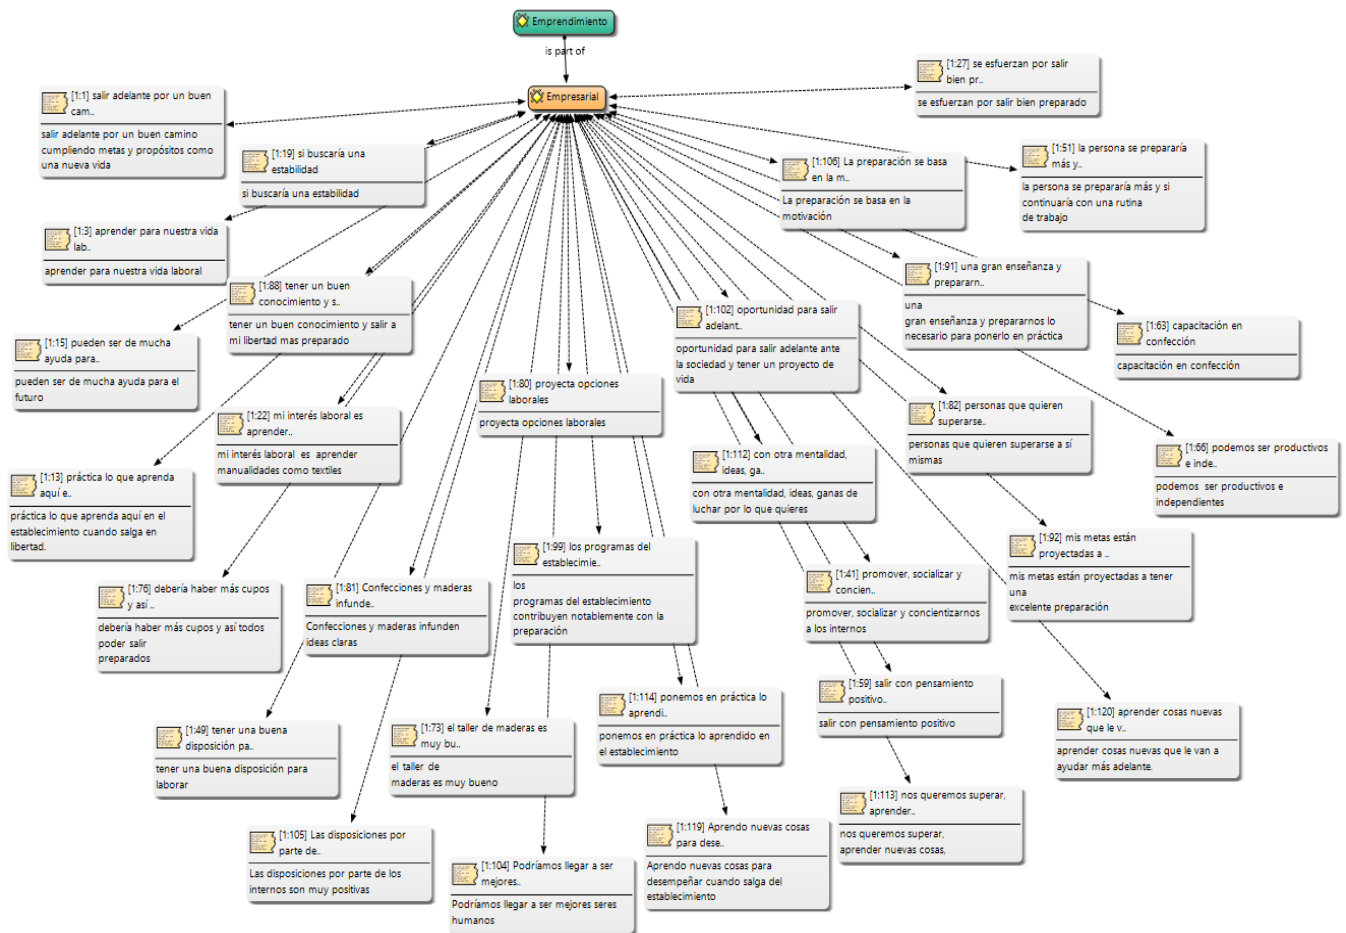 Emprendimiento
is part of
Empresarial
[1:27] se esfuerzan por salir
bien pr..
se esfuerzan por salir bien preparado
[1:1] salir adelante por un buen
cam..
salir adelante por un buen camino
cumpliendo metas y propósitos como
una nueva vida
[1:19] si buscaría una
estabilidad
si buscaría una estabilidad
[1:106] La preparación se basa
en la m..
La preparación se basa en la
motivación
[1:51] la persona se prepararía
más y..
la persona se prepararía más y si
continuaría con una rutina
de trabajo
[1:3] aprender para nuestra vida
lab..
aprender para nuestra vida laboral
[1:88] tener un buen
conocimiento y s..
tener un buen conocimiento y salir a
mi libertad mas preparado
[1:91] una gran enseñanza y
prepararn..
una
gran enseñanza y prepararnos lo
necesario para ponerlo en práctica
[1:102] oportunidad para salir
adelant..
oportunidad para salir adelante ante
la sociedad y tener un proyecto de
vida
[1:63] capacitación en
confección
capacitación en confección
[1:15] pueden ser de mucha
ayuda para..
pueden ser de mucha ayuda para el
futuro
[1:80] proyecta opciones
laborales
proyecta opciones laborales
[1:22] mi interés laboral es
aprender..
mi interés laboral es aprender
manualidades como textiles
[1:82] personas que quieren
superarse..
personas que quieren superarse a sí
mismas
[1:66] podemos ser productivos
e inde..
podemos ser productivos e
independientes
[1:112] con otra mentalidad,
ideas, ga..
con otra mentalidad, ideas, ganas de
luchar por lo que quieres
[1:13] práctica lo que aprenda
aquí e..
práctica lo que aprenda aquí en el
establecimiento cuando salga en
libertad.
[1:99] los programas del
establecimie..
los
programas del establecimiento
contribuyen notablemente con la
preparación
[1:92] mis metas están
proyectadas a ..
mis metas están proyectadas a tener
una
excelente preparación
[1:76] debería haber más cupos
y así ..
debería haber más cupos y así todos
poder salir
preparados
[1:81] Confecciones y maderas
infunde..
Confecciones y maderas infunden
ideas claras
[1:41] promover, socializar y
concien..
promover, socializar y concientizarnos
a los internos
[1:59] salir con pensamiento
positivo..
salir con pensamiento positivo
[1:114] ponemos en práctica lo
aprendi..
ponemos en práctica lo aprendido en
el establecimiento
[1:120] aprender cosas nuevas
que le v..
aprender cosas nuevas que le van a
ayudar más adelante.
[1:49] tener una buena
disposición pa..
tener una buena disposición para
laborar
[1:73] el taller de maderas es
muy bu..
el taller de
maderas es muy bueno
[1:113] nos queremos superar,
aprender..
nos queremos superar,
aprender nuevas cosas,
[1:105] Las disposiciones por
parte de..
Las disposiciones por parte de los
internos son muy positivas
[1:119] Aprendo nuevas cosas
para dese..
Aprendo nuevas cosas para
desempeñar cuando salga del
establecimiento
[1:104] Podríamos llegar a ser
mejores..
Podríamos llegar a ser mejores seres
humanos